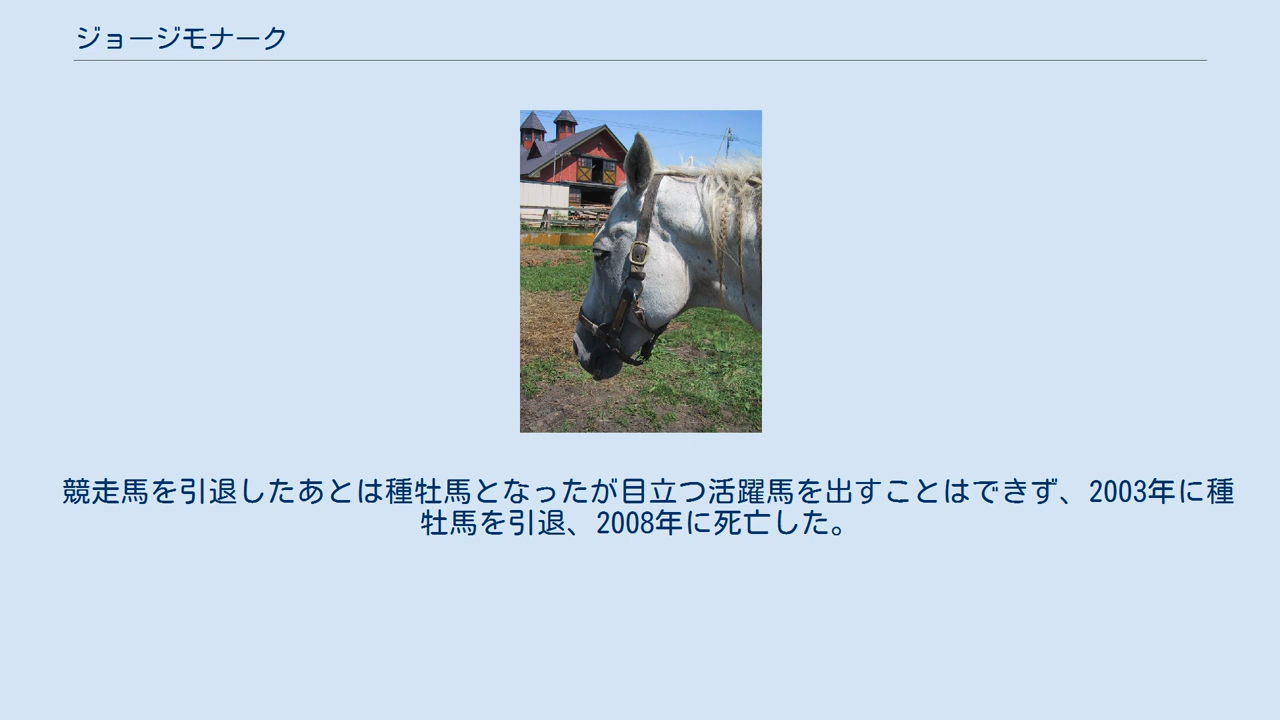 ジョージモナーク
競走馬を引退したあとは種牡馬となったが目立つ活躍馬を出すことはできず、2003年に種
牡馬を引退、2008年に死亡した。